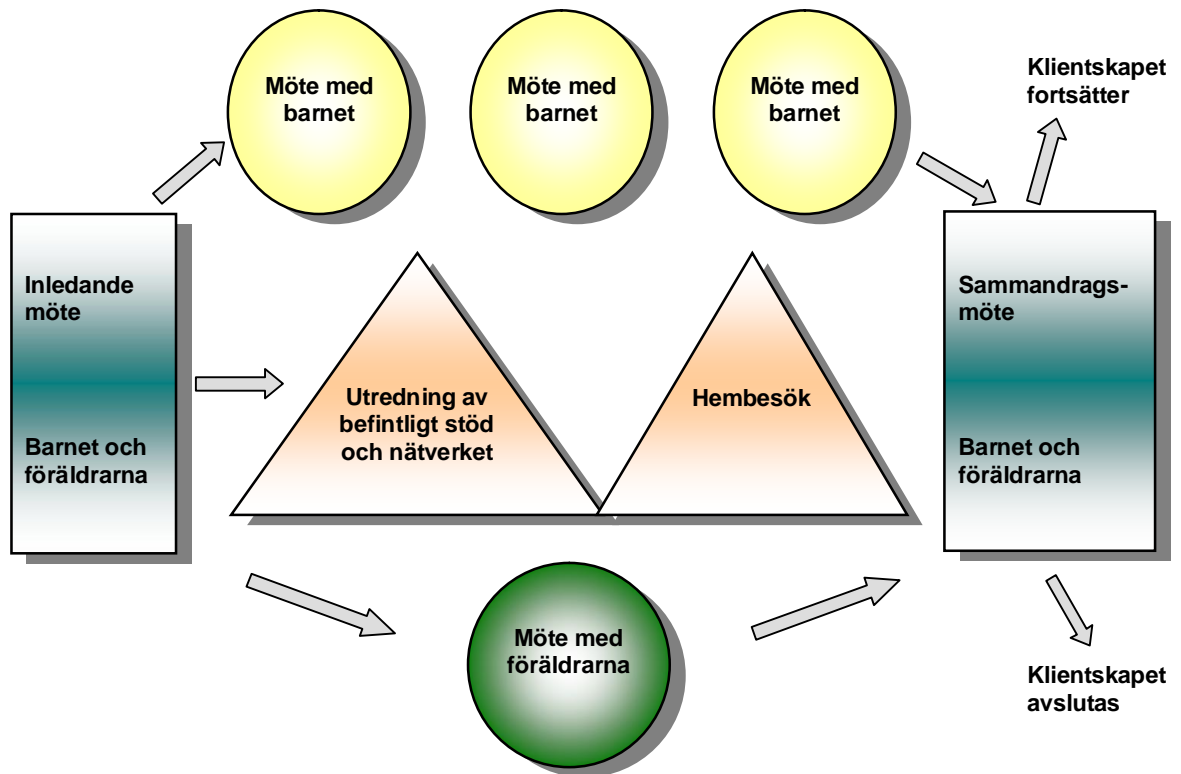 Möte med
barnet
Möte med
barnet
Möte med
barnet
Klientskapet
fortsätter
Inledande
möte
Barnet och
föräldrarna
Utredning av
befintligt stöd
och nätverket
Hembesök
Sammandrags-
möte
Barnet och
föräldrarna
Möte med
föräldrarna
Klientskapet
avslutas